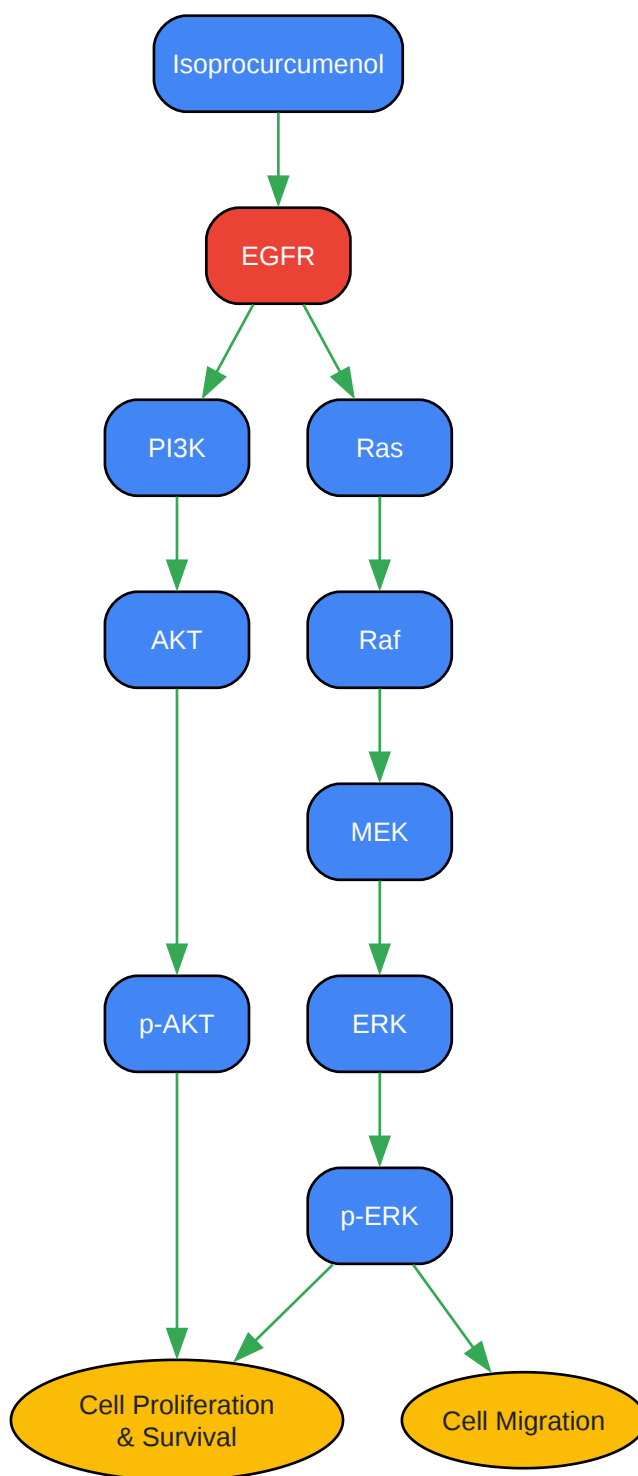 Isoprocurcumenol
EGFR
PI3K
Ras
AKT
Raf
MEK
p-AKT
ERK
p-ERK
Cell Proliferation
& Survival
Cell Migration